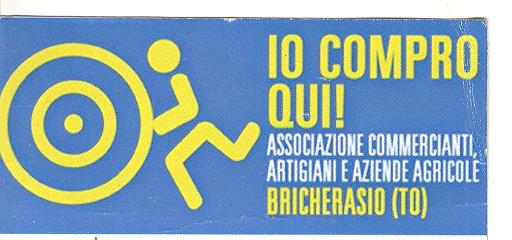 IO COMPRO
QUI!
ASSOCIAZIONE COMMERCIANTI,
ARTIGIANI E AZIENDE AGRICOLE
BRICHERASIO (TO)